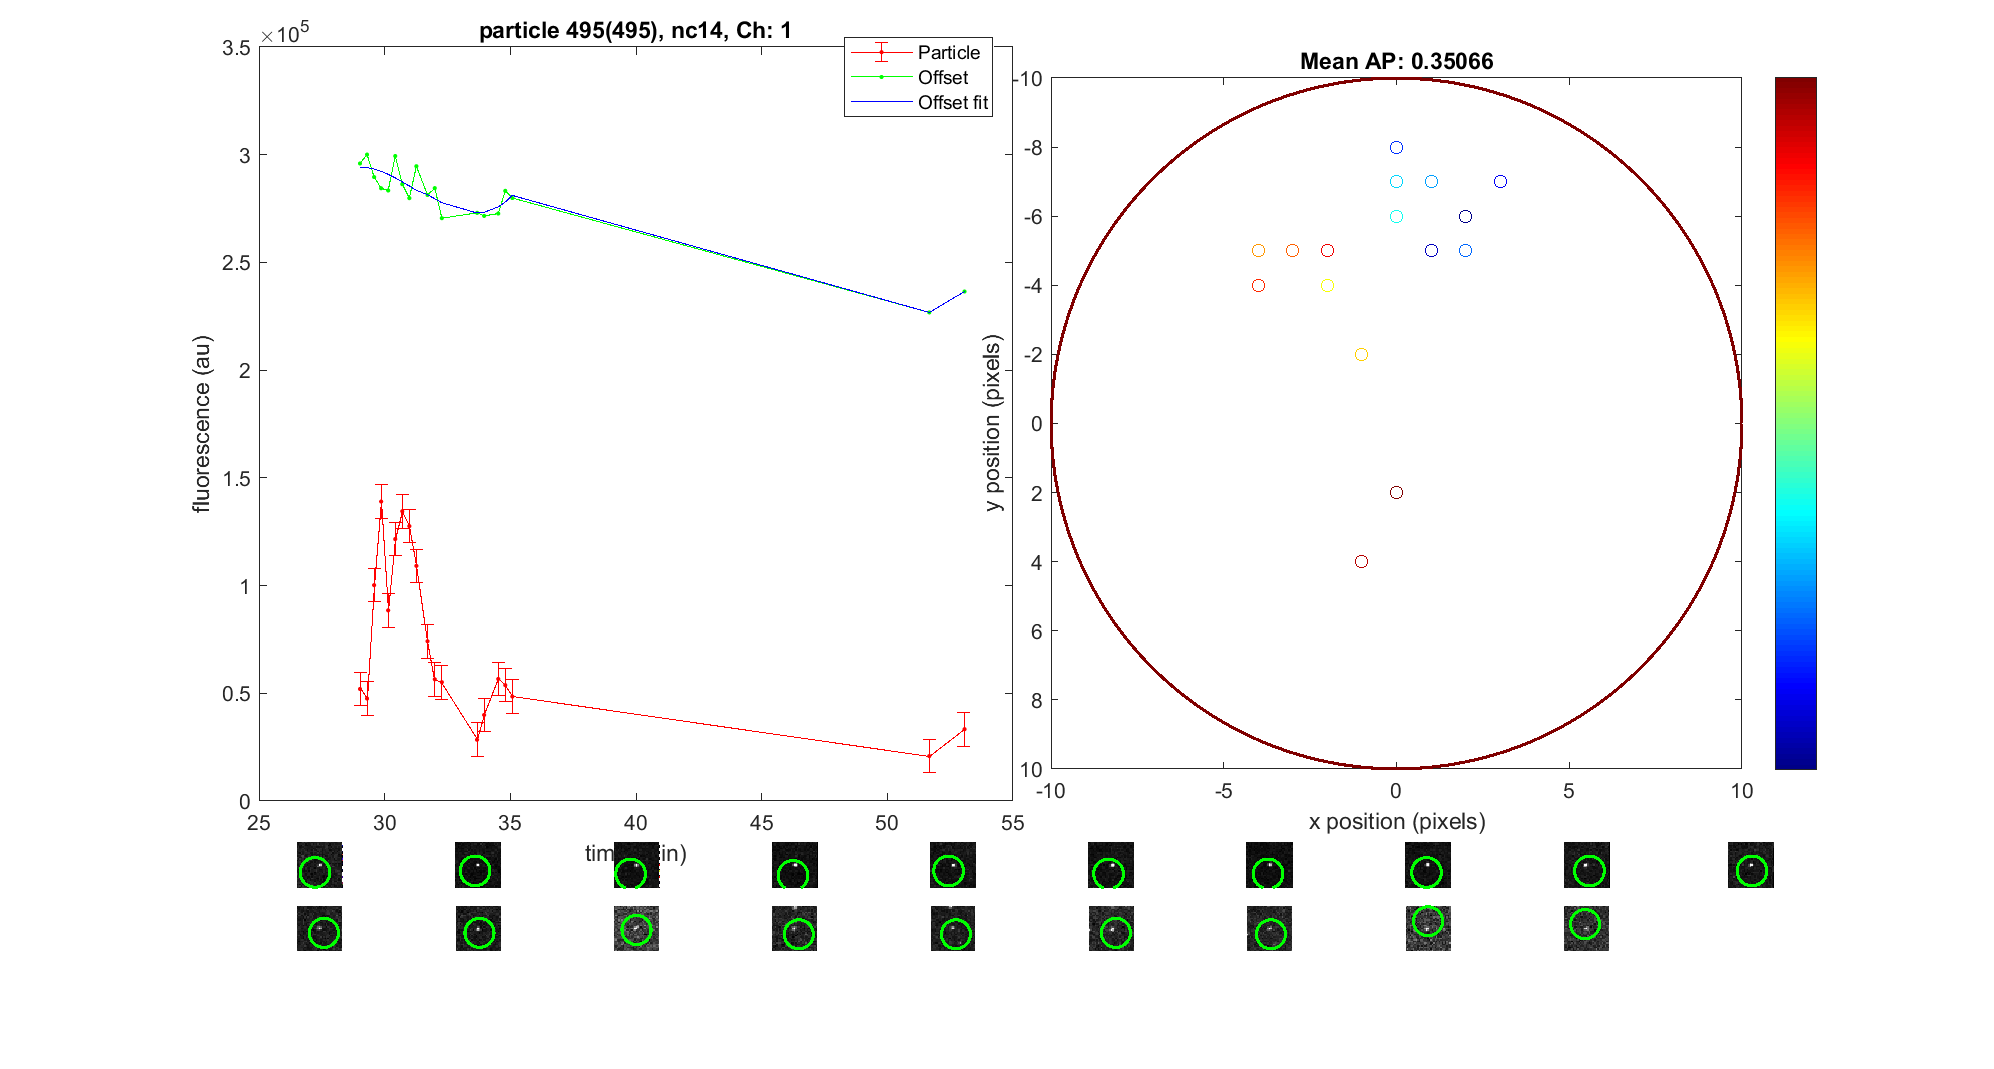 particle 495(495), nc14, Ch: 1
×10^5
3.5
3
2.5
2
1.5
1
0.5
0
fluorescence (au)
25 30 35 40 45 50 55
Particle
Offset
Offset fit
Mean AP: 0.35066
-10
-8
-6
-4
-2
0
2
4
6
8
10
y position (pixels)
-10 -5 0 5 10
x position (pixels)